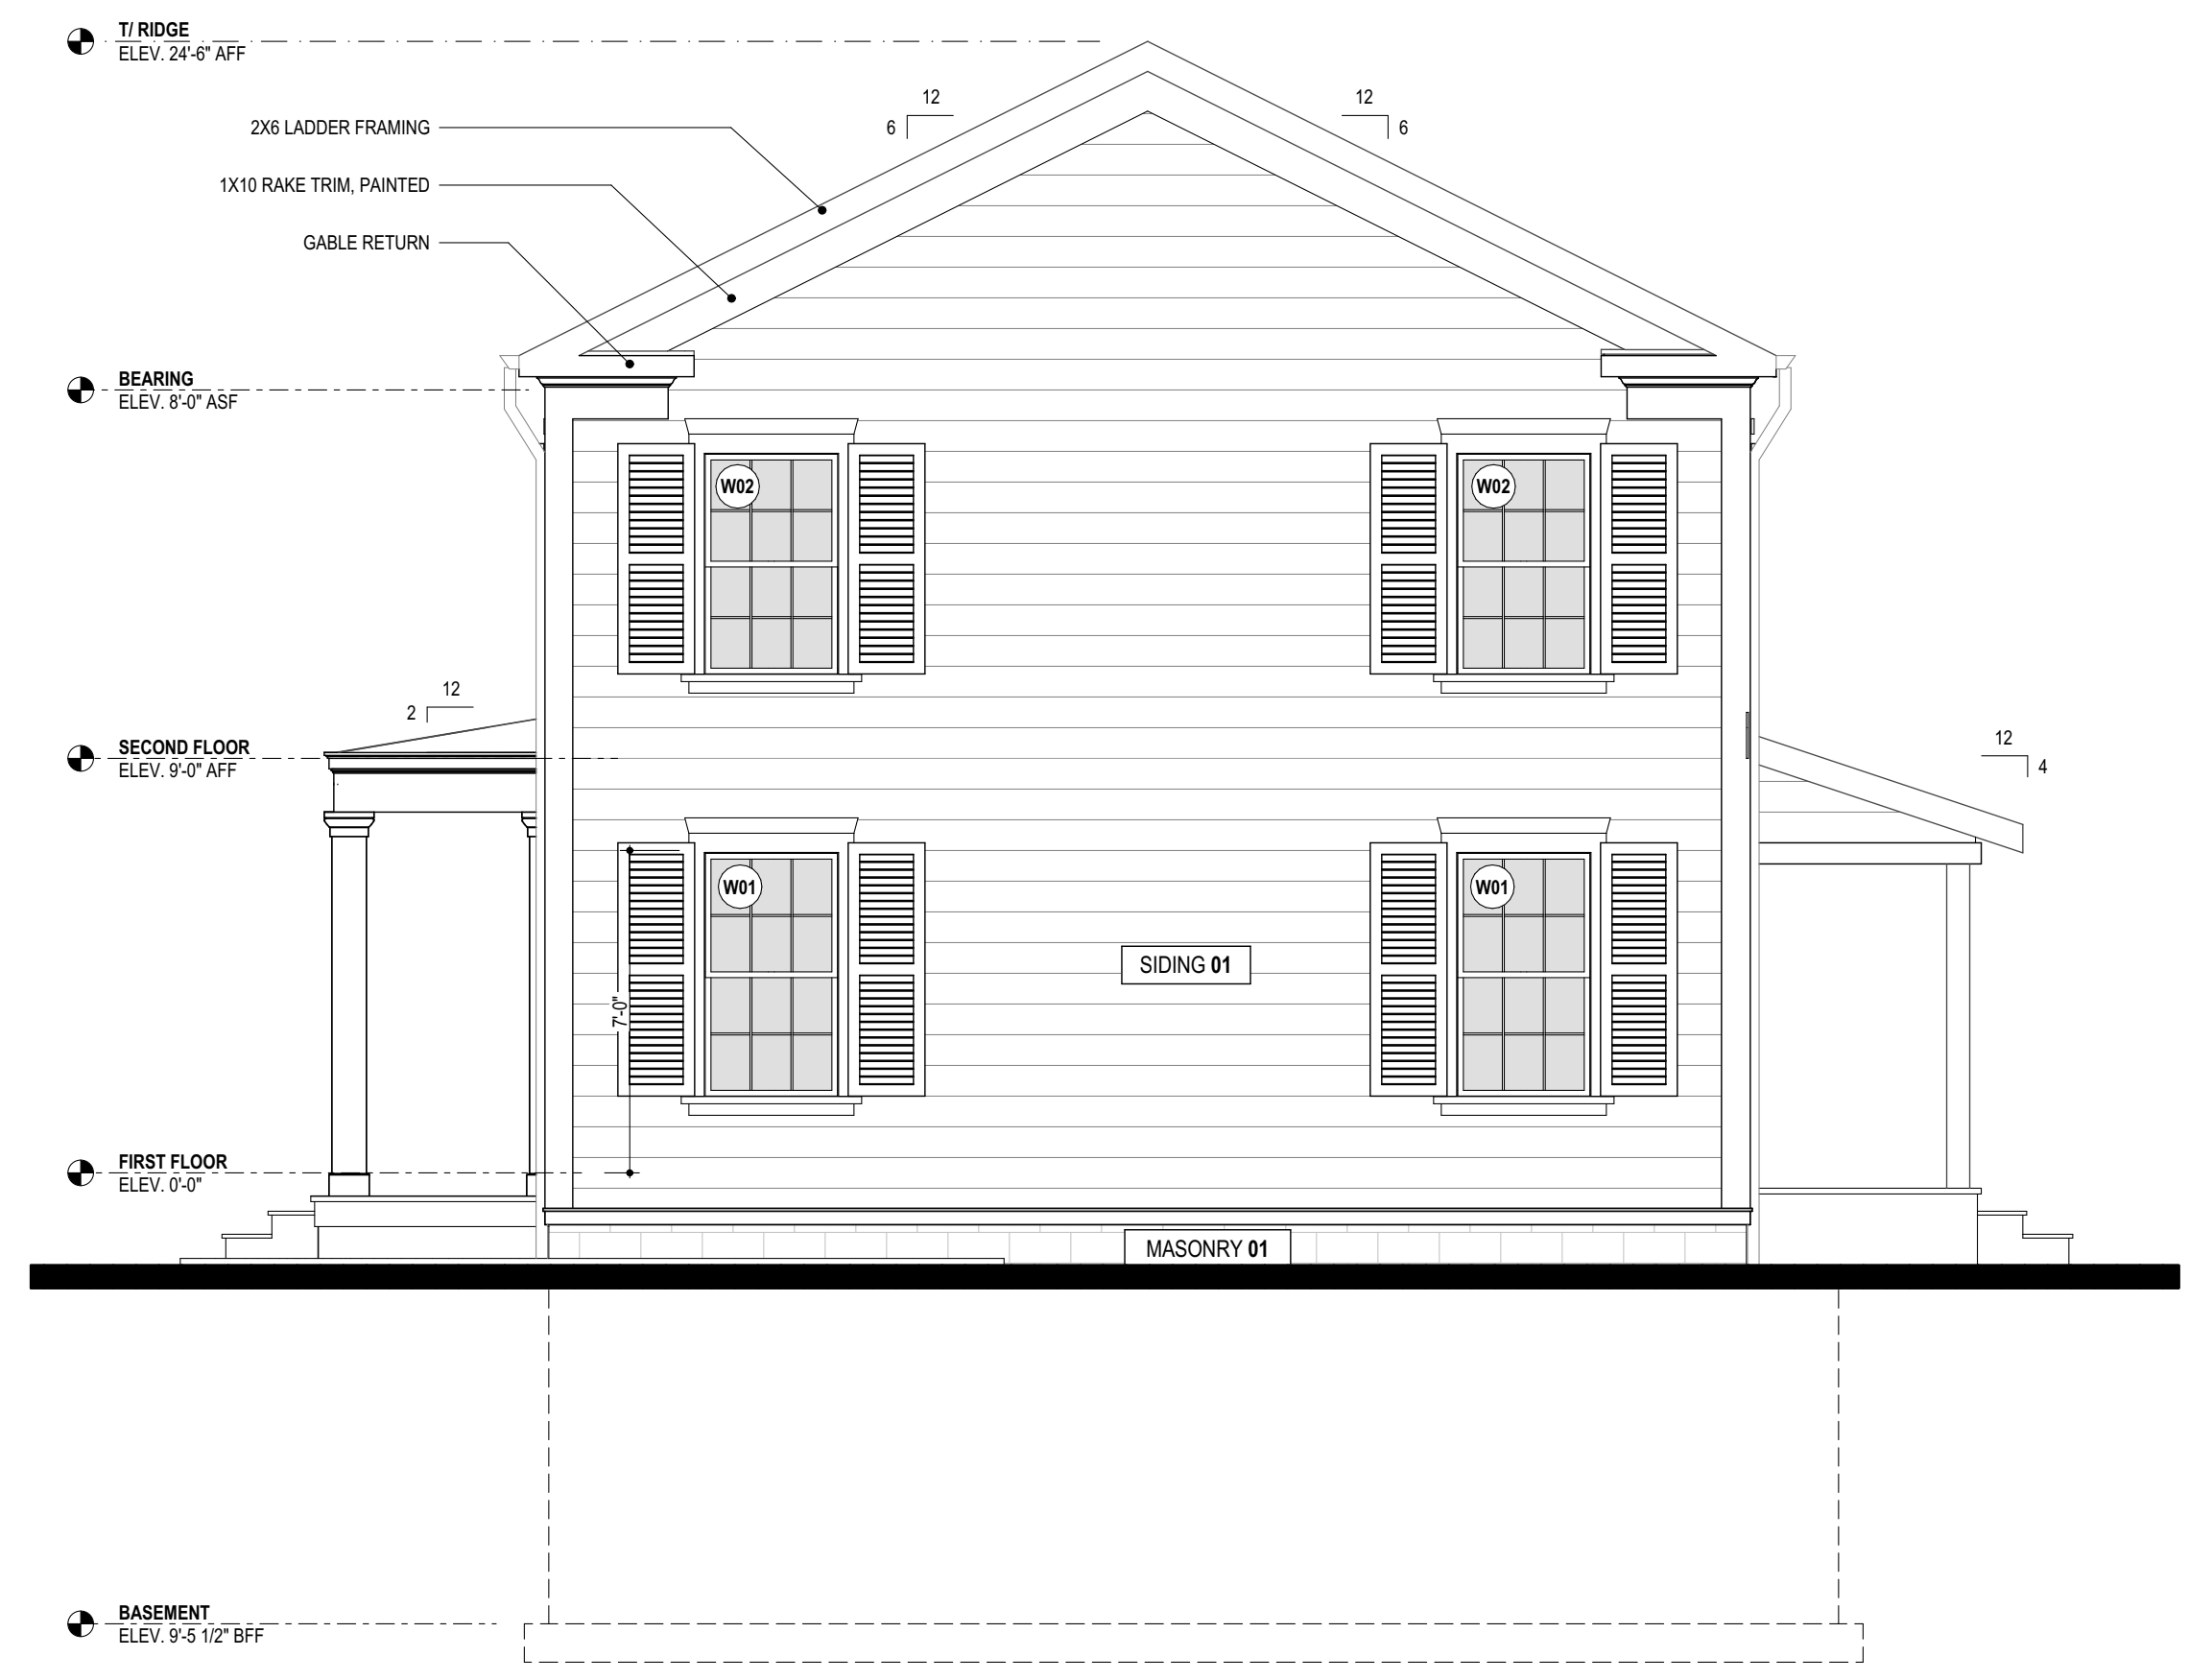 T/ RIDGE
ELEV. 24'-6" AFF
12
6
12
6
2X6 LADDER FRAMING
1X10 RAKE TRIM, PAINTED
GABLE RETURN
BEARING
ELEV. 8'-0" ASF
W02
W02
12
2
SECOND FLOOR
ELEV. 9'-0" AFF
12
4
W01
W01
SIDING 01
7'-0"
FIRST FLOOR
ELEV. 0'-0"
MASONRY 01
BASEMENT
ELEV. 9'-5 1/2" BFF